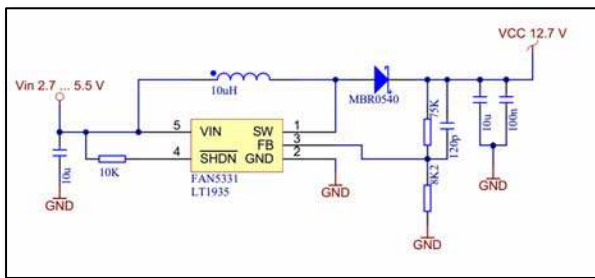 VCC 12.7 V
Vin 2.7 ... 5.5 V
10uH
MBR0540
5 VIN SW 1
FB 3
4 SHDN GND 2
FAN5331
LT1935
10u
10K
75K
120p
10u
100n
8K2
GND
GND
GND
GND